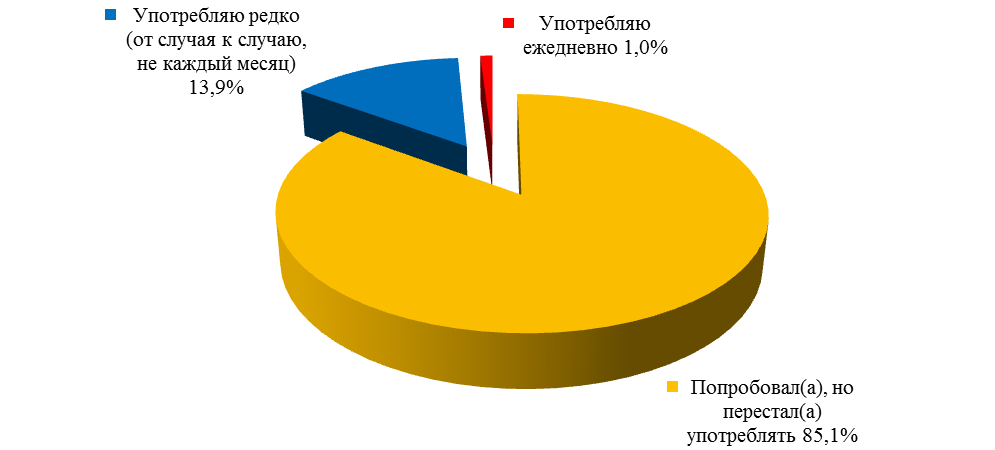 Употребляю редко
(от случая к случаю,
не каждый месяц)
13,9%
Употребляю
ежедневно 1,0%
Попробовал(а), но
перестал(а)
употреблять 85,1%